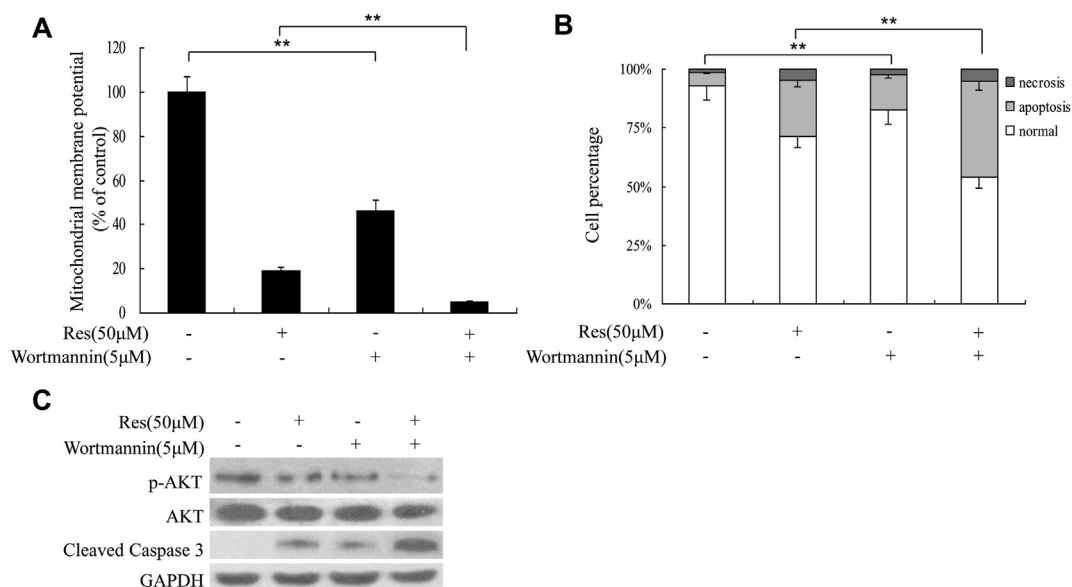 A
**
**
Mitochondrial membrane potential
(% of control)
120
100
80
60
40
20
0
Res(50μM) - + - +
Wortmannin(5μM) - - + +
B
**
**
Cell percentage
100%
75%
50%
25%
0%
necrosis
apoptosis
normal
Res(50μM) - + - +
Wortmannin(5μM) - - + +
C
Res(50μM) - + - +
Wortmannin(5μM) - - + +
p-AKT
AKT
Cleaved Caspase 3
GAPDH